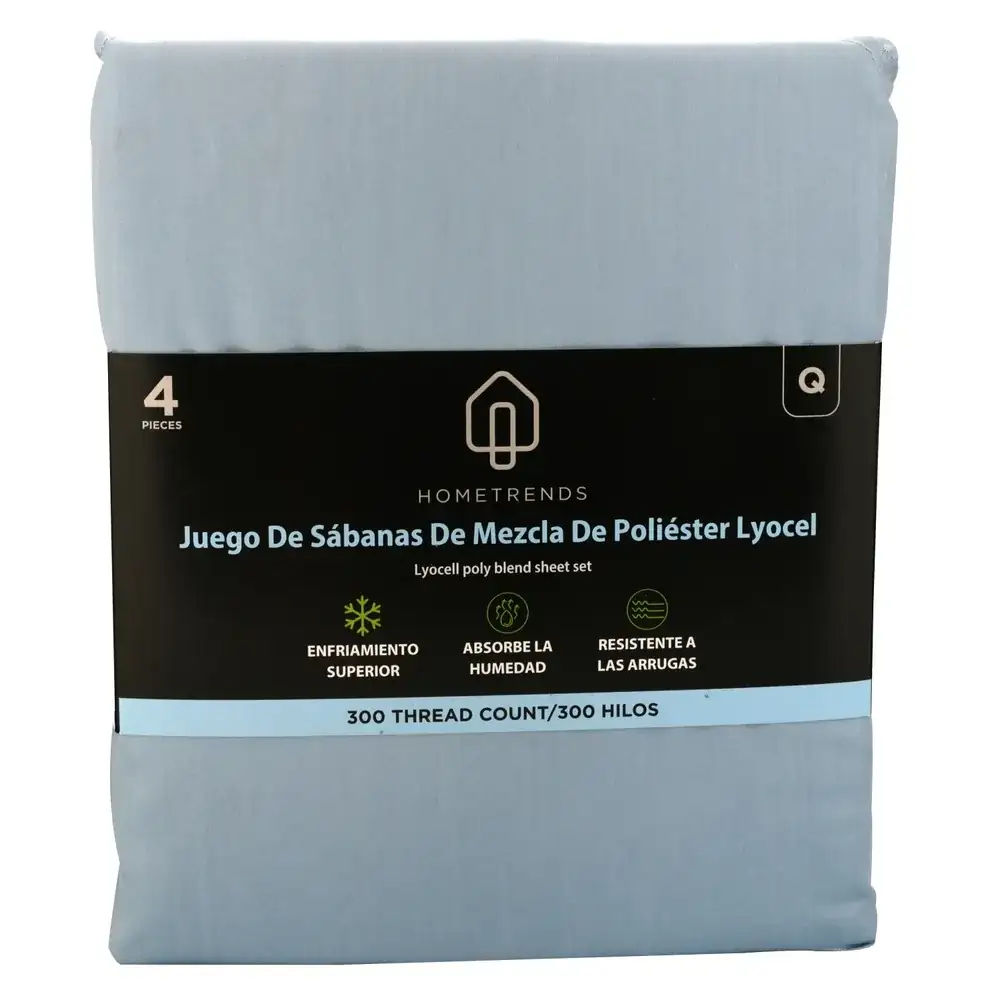 4
PIECES
Q
HOMETRENDS
Juego De Sábanas De Mezcla De Poliéster Lyocel
Lyocell poly blend sheet set
ENFRIAMIENTO
SUPERIOR
ABSORBE LA
HUMEDAD
RESISTENTE A
LAS ARRUGAS
300 THREAD COUNT/300 HILOS